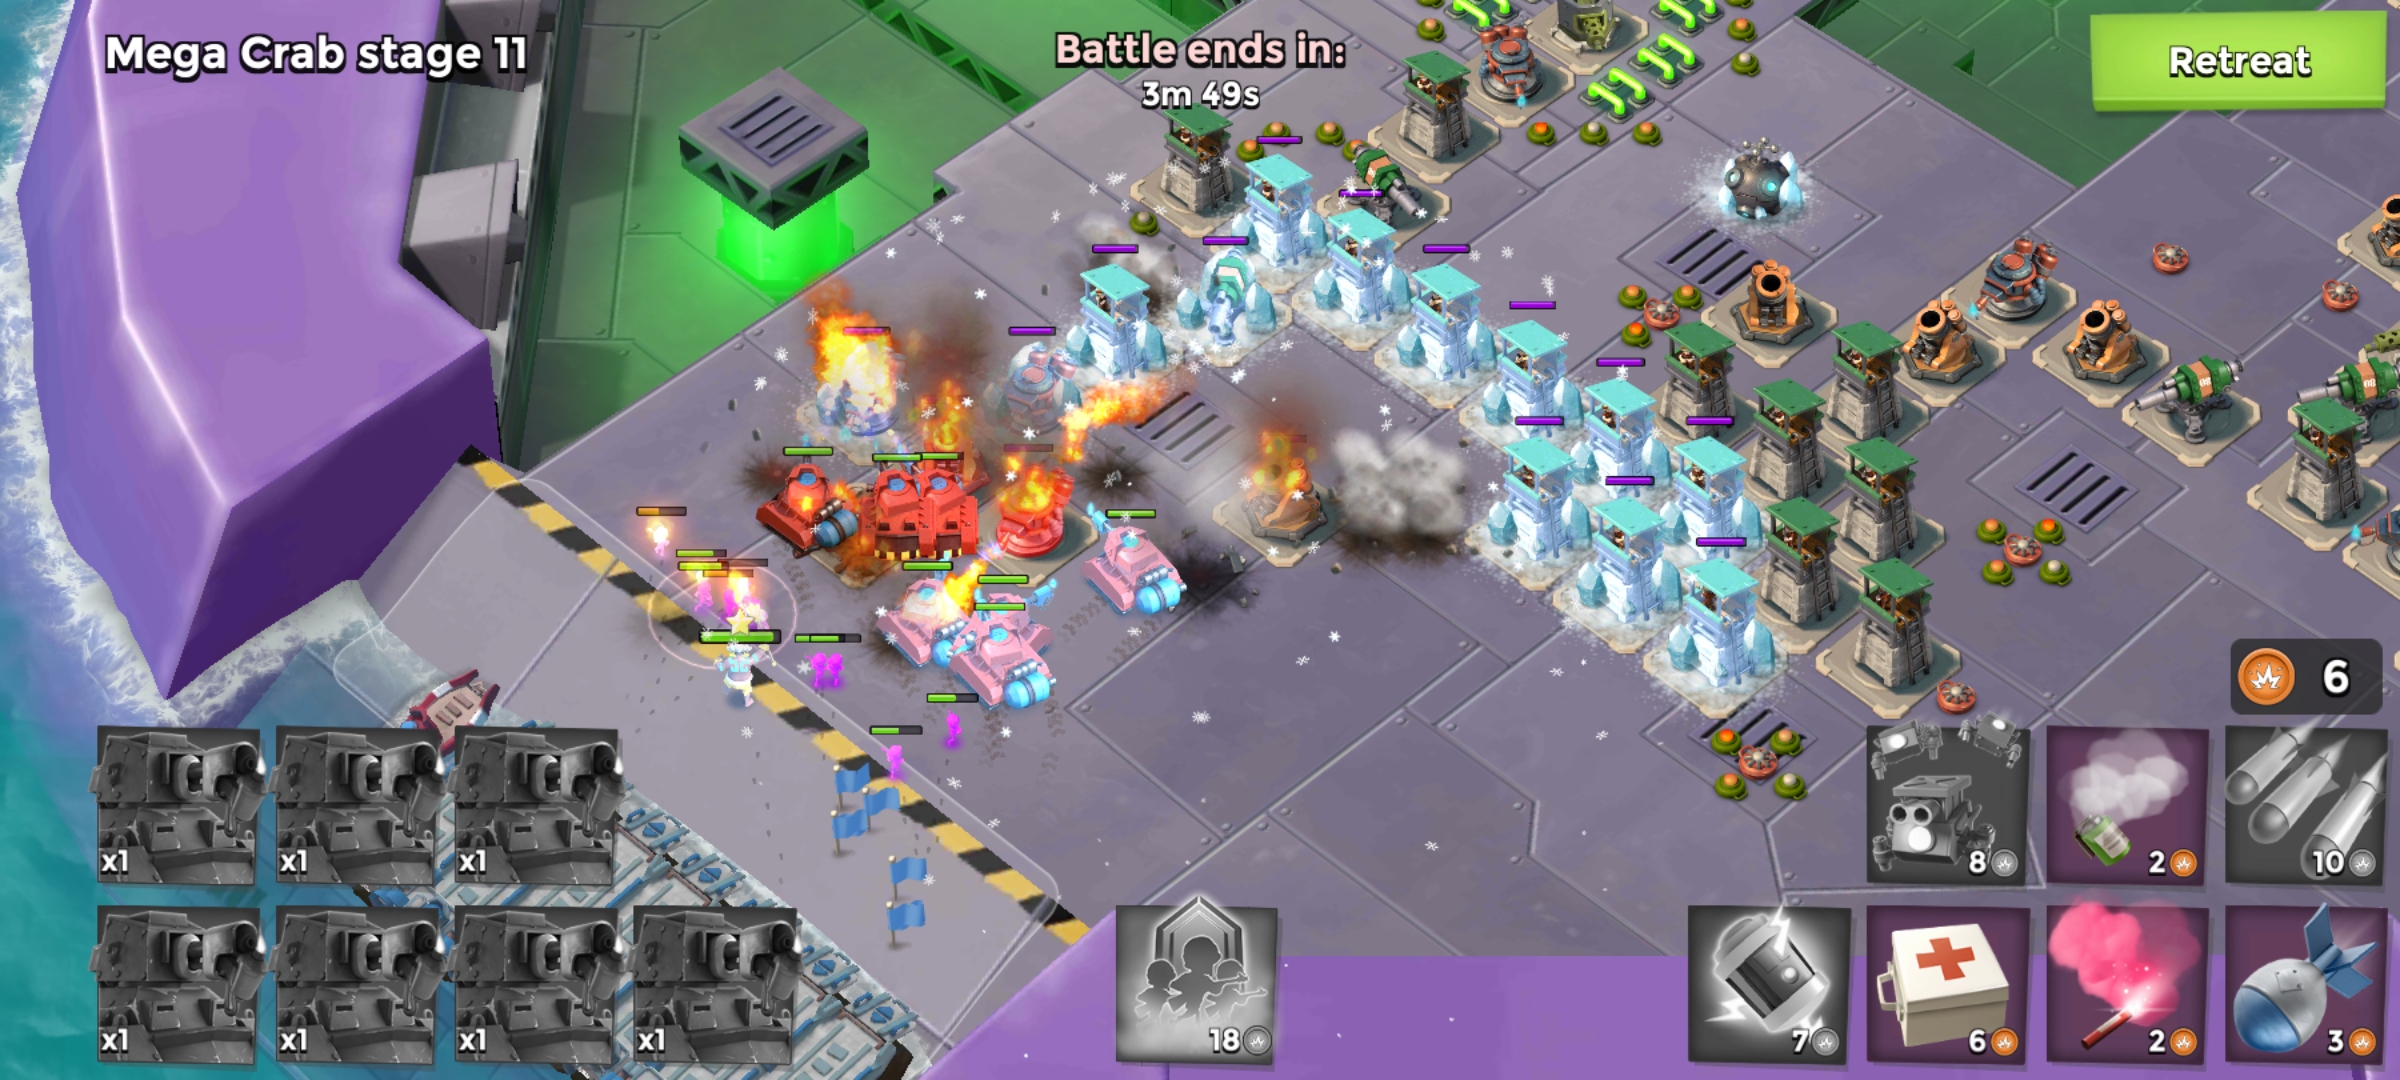 Mega Crab stage 11
Battle ends in:
3m 49s
Retreat
6
x1
x1
x1
8
2
10
x1
x1
x1
x1
18
7
6
2
3